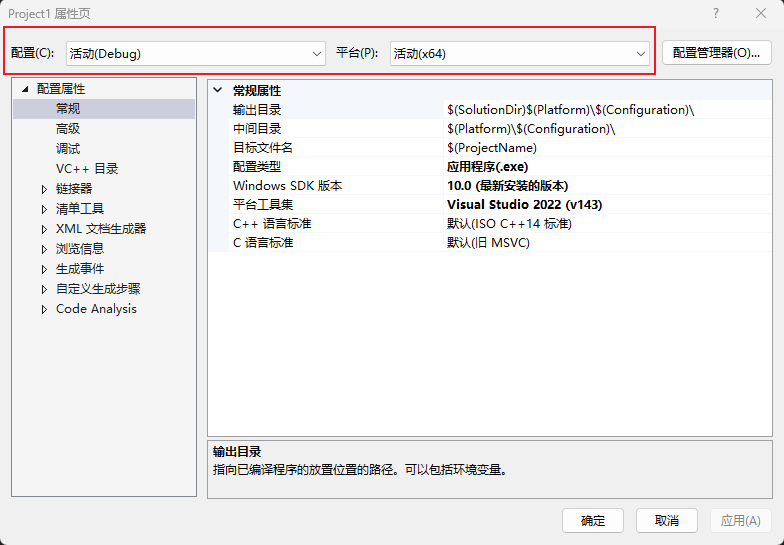 Project1 属性页
配置(C): 活动(Debug) 平台(P): 活动(x64) 配置管理器(O)...
配置属性
常规
高级
调试
VC++ 目录
链接器
清单工具
XML 文档生成器
浏览信息
生成事件
自定义生成步骤
Code Analysis
常规属性
输出目录 $(SolutionDir)$(Platform)\$(Configuration)\
中间目录 $(Platform)\$(Configuration)\
目标文件名 $(ProjectName)
配置类型 应用程序(.exe)
Windows SDK 版本 10.0 (最新安装的版本)
平台工具集 Visual Studio 2022 (v143)
C++ 语言标准 默认(ISO C++14 标准)
C 语言标准 默认(旧 MSVC)
输出目录
指向已编译程序的放置位置的路径。可以包括环境变量。
确定 取消 应用(A)